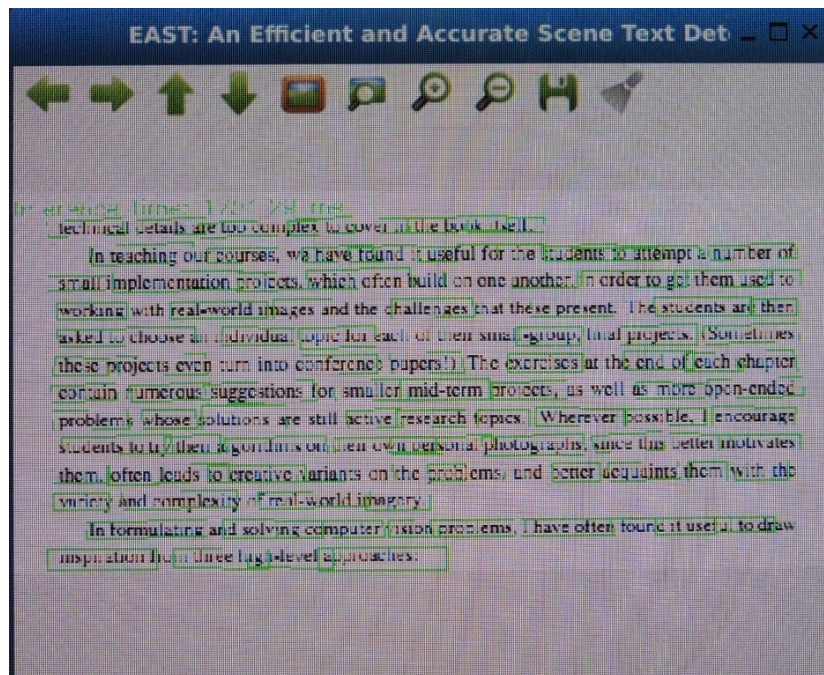 EAST: An Efficient and Accurate Scene Text Det
Inference time: ms
technical details are too complex to cover in the book itself.
In teaching our courses, we have found it useful for the students to attempt a number of
small implementation projects, which often build on one another, in order to get them used to
working with real-world images and the challenges that these present. The students are then
asked to choose an individual topic for each of their small-group, final projects. (Sometimes
these projects even turn into conference papers!) The exercises at the end of each chapter
contain numerous suggestions for smaller mid-term projects, as well as more open-ended
problems whose solutions are still active research topics. Wherever possible, I encourage
students to try their algorithms on their own personal photographs, since this better motivates
them, often leads to creative variants on the problems, and better acquaints them with the
variety and complexity of real-world imagery.
In formulating and solving computer vision problems, I have often found it useful to draw
inspiration from three high-level approaches: